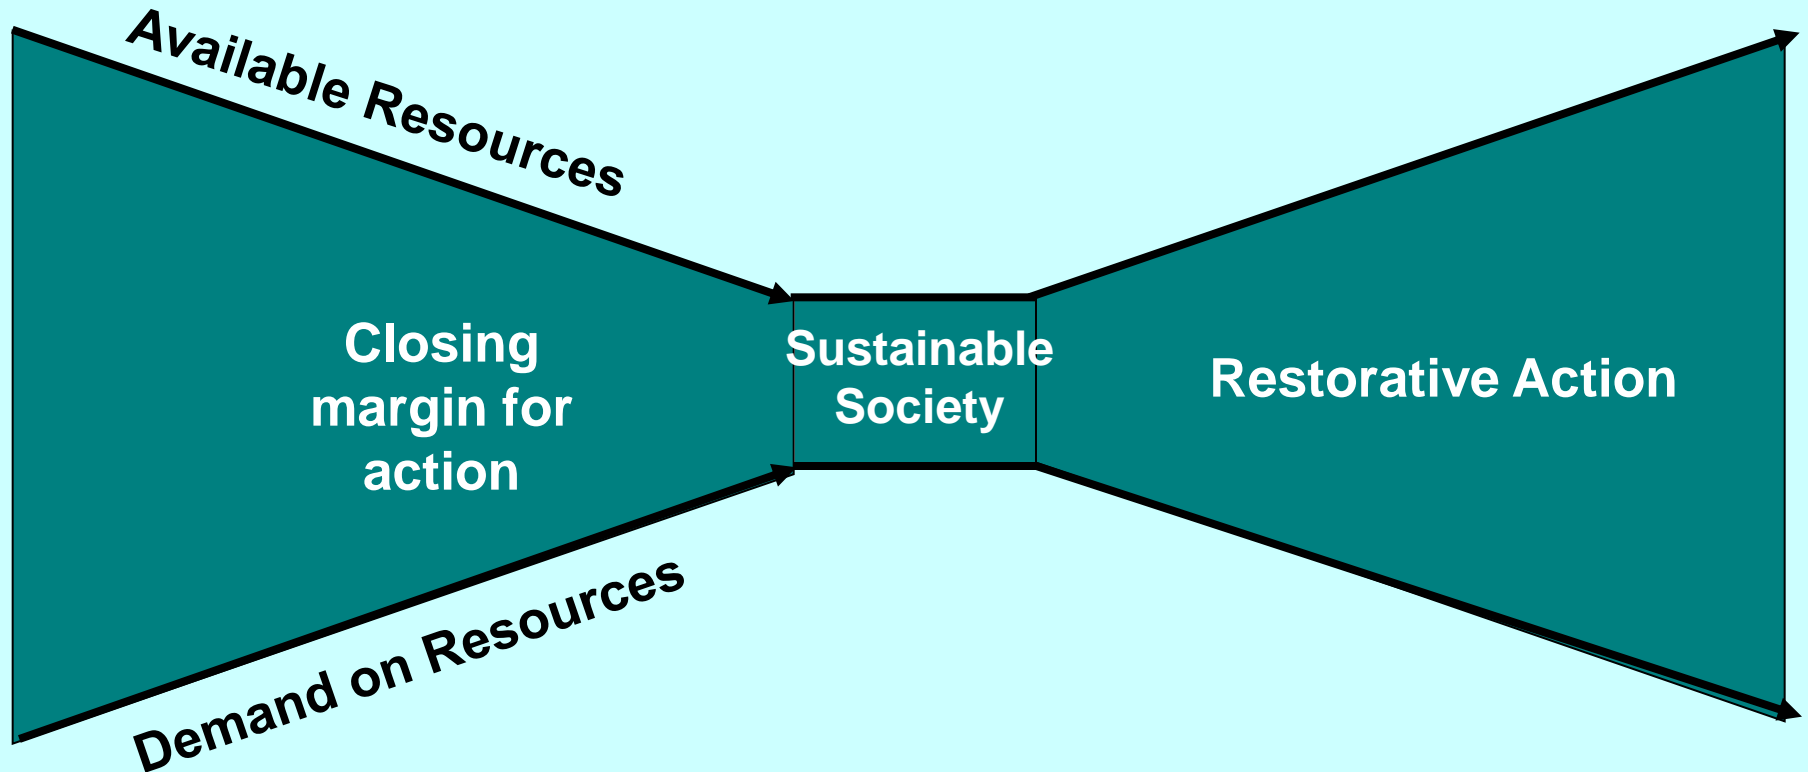 Available Resources
Closing
margin for
action
Sustainable
Society
Restorative Action
Demand on Resources